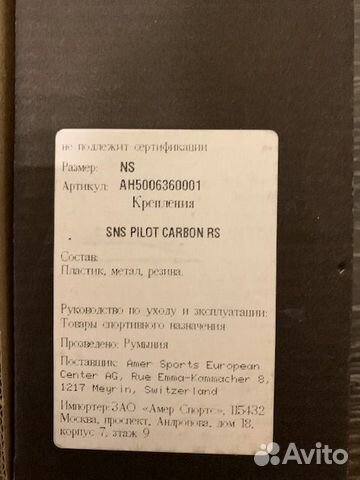 не подлежит сертификации
Размер: NS
Артикул: AH5006360001
Крепления
SNS PILOT CARBON RS
Состав:
Пластик, метал, резина.
Руководство по уходу и эксплуатации:
Товары спортивного назначения
Прозведено: Румыния
Поставщик: Amer Sports European
Center AG, Rue Emma-Kammacher 8,
1217 Meyrin, Switzerland
Импортер: ЗАО «Амер Спортс», 115432
Москва, проспект, Андропова, дом 18,
корпус 7, этаж 9
Avito